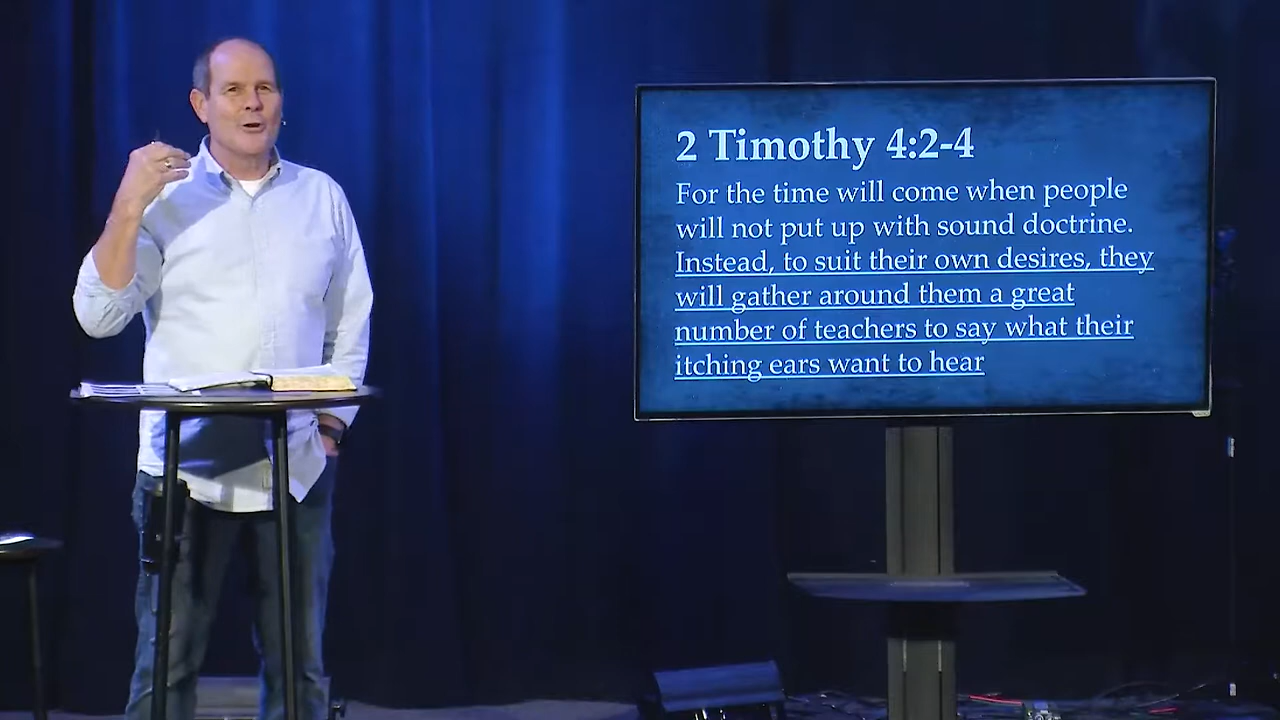 2 Timothy 4:2-4
For the time will come when people
will not put up with sound doctrine.
Instead, to suit their own desires, they
will gather around them a great
number of teachers to say what their
itching ears want to hear